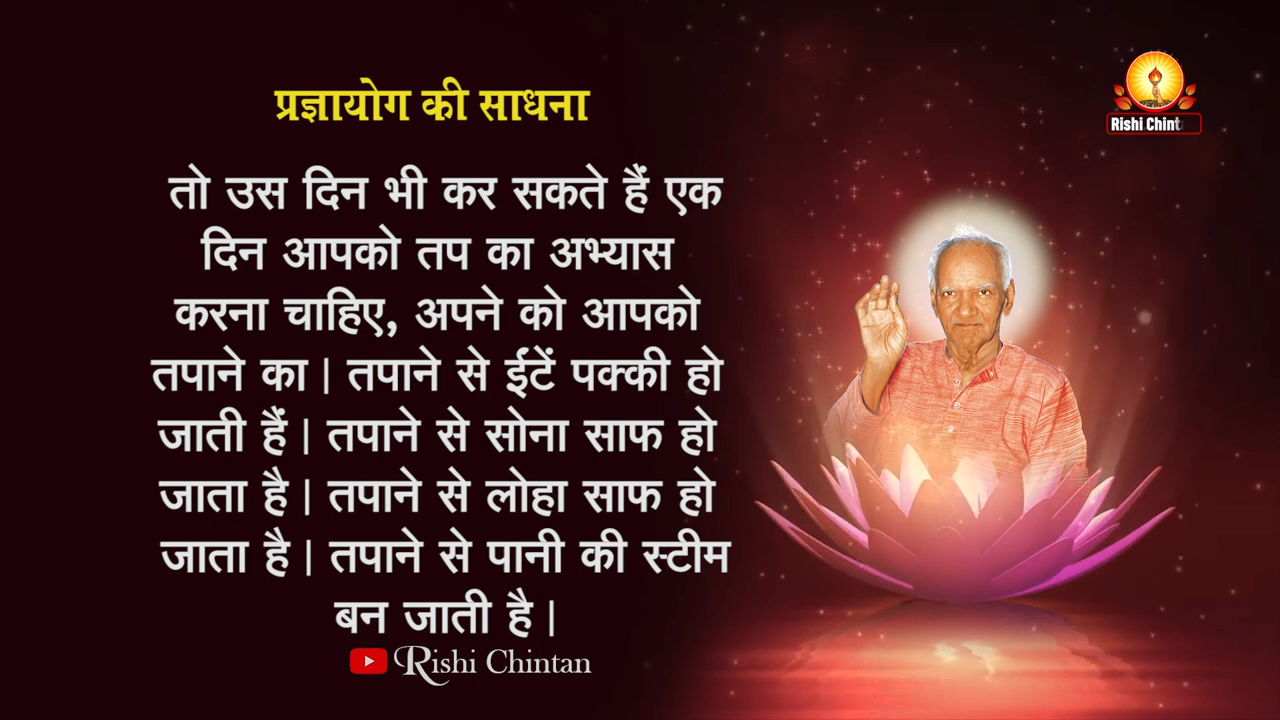 प्रज्ञायोग की साधना
Rishi Chint
तो उस दिन भी कर सकते हैं एक
दिन आपको तप का अभ्यास
करना चाहिए, अपने को आपको
तपाने का | तपाने से ईटें पक्की हो
जाती हैं | तपाने से सोना साफ हो
जाता है | तपाने से लोहा साफ हो
जाता है | तपाने से पानी की स्टीम
बन जाती है |
Rishi Chintan